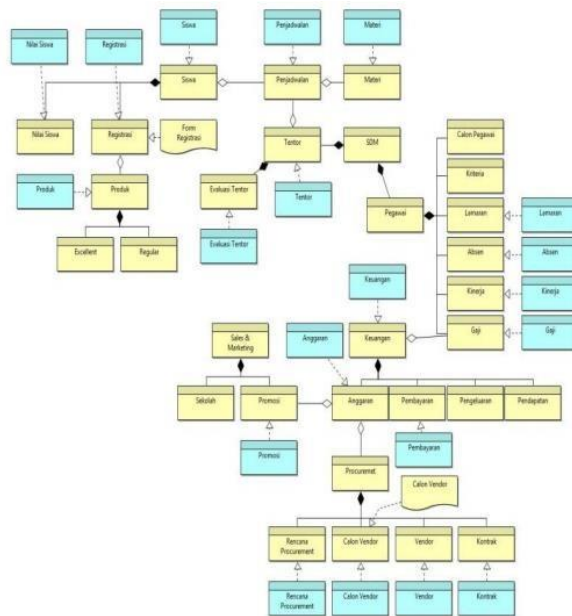 Siswa
Penjadwalan
Materi
Nilai Siswa
Registrasi
Siswa
Penjadwalan
Materi
Nilai Siswa
Registrasi
Form
Registrasi
Tentor
SDM
Calon Pegawai
Kriteria
Produk
Produk
Evaluasi Tentor
Tentor
Pegawai
Lamaran
Lamaran
Excellent
Regular
Evaluasi Tentor
Absen
Absen
Keuangan
Kinerja
Kinerja
Sales &
Marketing
Anggaran
Keuangan
Gaji
Gaji
Sekolah
Promosi
Anggaran
Pembayaran
Pengeluaran
Pendapatan
Promosi
Pembayaran
Procuremet
Calon Vendor
Rencana
Procurement
Calon Vendor
Vendor
Kontrak
Rencana
Procurement
Calon Vendor
Vendor
Kontrak